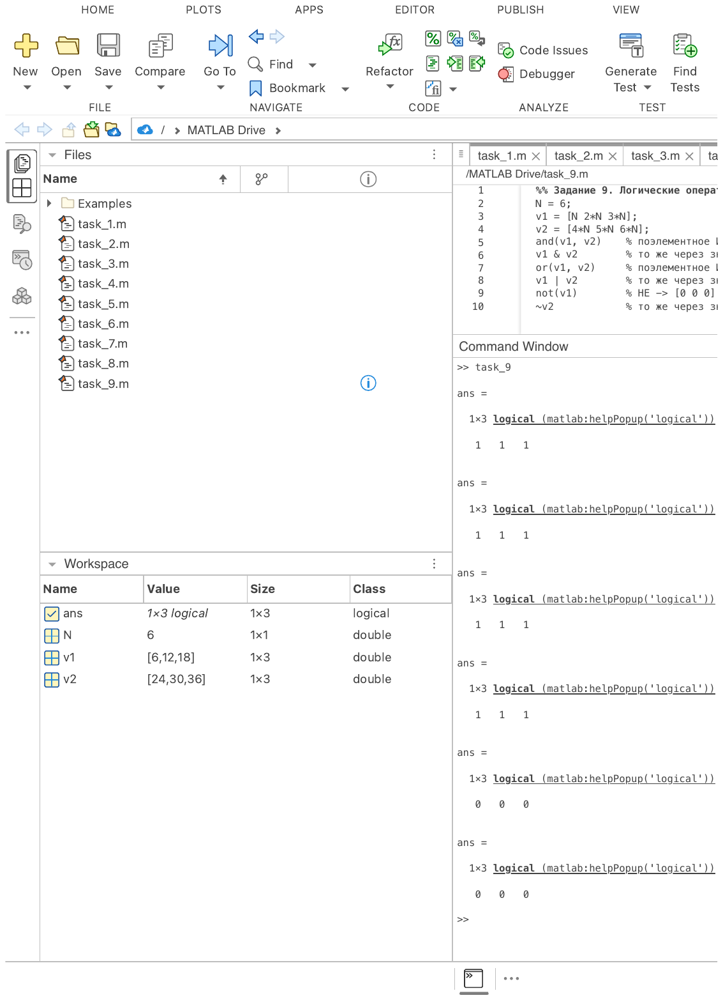 HOME PLOTS APPS EDITOR PUBLISH VIEW
New Open Save Compare Go To Find Bookmark Refactor Code Issues Debugger Generate Test Find Tests
FILE NAVIGATE CODE ANALYZE TEST
/ > MATLAB Drive >
Files
Name
Examples
task_1.m
task_2.m
task_3.m
task_4.m
task_5.m
task_6.m
task_7.m
task_8.m
task_9.m
Workspace
Name Value Size Class
ans 1×3 logical 1×3 logical
N 6 1×1 double
v1 [6,12,18] 1×3 double
v2 [24,30,36] 1×3 double
task_1.m task_2.m task_3.m ta
/MATLAB Drive/task_9.m
1 %% Задание 9. Логические операт
2 N = 6;
3 v1 = [N 2*N 3*N];
4 v2 = [4*N 5*N 6*N];
5 and(v1, v2) % поэлементное И
6 v1 & v2 % то же через зн
7 or(v1, v2) % поэлементное И
8 v1 | v2 % то же через зн
9 not(v1) % НЕ -> [0 0 0]
10 ~v2 % то же через зн
Command Window
>> task_9
ans =
1×3 logical (matlab:helpPopup('logical'))
1 1 1
ans =
1×3 logical (matlab:helpPopup('logical'))
1 1 1
ans =
1×3 logical (matlab:helpPopup('logical'))
1 1 1
ans =
1×3 logical (matlab:helpPopup('logical'))
1 1 1
ans =
1×3 logical (matlab:helpPopup('logical'))
0 0 0
ans =
1×3 logical (matlab:helpPopup('logical'))
0 0 0
>>